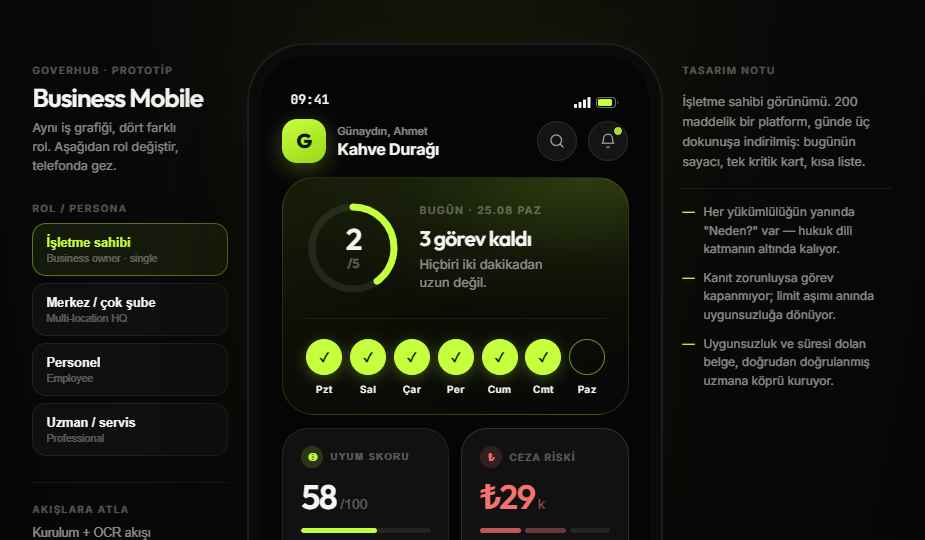 GOVERHUB · PROTOTİP
Business Mobile
Aynı iş grafiği, dört farklı
rol. Aşağıdan rol değiştir,
telefonda gez.
ROL / PERSONA
İşletme sahibi
Business owner · single
Merkez / çok şube
Multi-location HQ
Personel
Employee
Uzman / servis
Professional
AKIŞLARA ATLA
Kurulum + OCR akışı
09:41
G
Günaydın, Ahmet
Kahve Durağı
2
/5
BUGÜN · 25.08 PAZ
3 görev kaldı
Hiçbiri iki dakikadan
uzun değil.
✓ ✓ ✓ ✓ ✓ ✓
Pzt Sal Çar Per Cum Cmt Paz
UYUM SKORU
58 /100
₺ CEZA RİSKİ
₺29 k
TASARIM NOTU
İşletme sahibi görünümü. 200
maddelik bir platform, günde üç
dokunuşa indirilmiş: bugünün
sayacı, tek kritik kart, kısa liste.
— Her yükümlülüğün yanında
"Neden?" var — hukuk dili
katmanın altında kalıyor.
— Kanıt zorunluysa görev
kapanmıyor; limit aşımı anında
uygunsuzluğa dönüyor.
— Uygunsuzluk ve süresi dolan
belge, doğrudan doğrulanmış
uzmana köprü kuruyor.